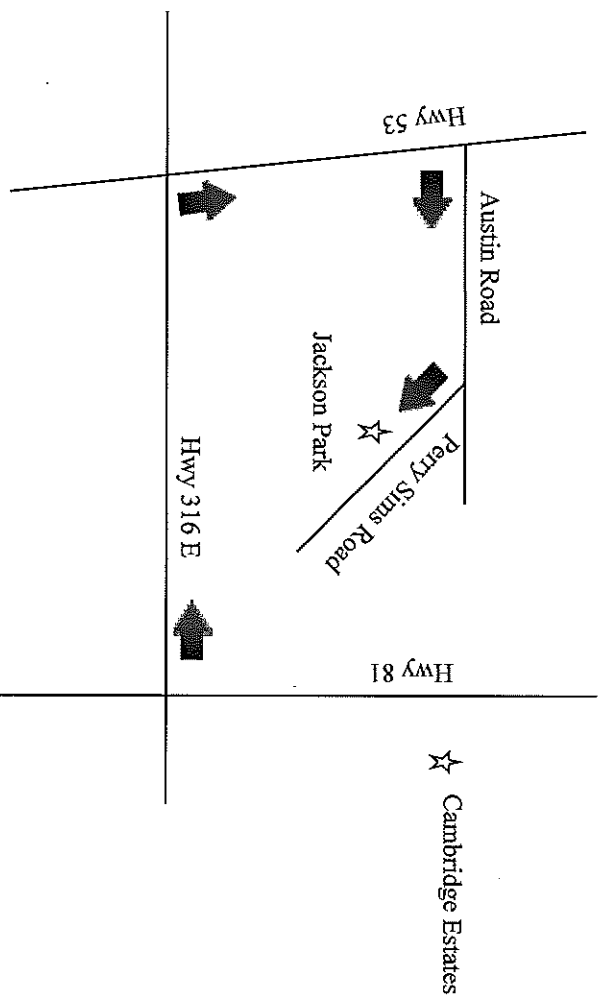 Hwy 53
Austin Road
Jackson Park
Perry Sims Road
Hwy 316 E
Hwy 81
Cambridge Estates